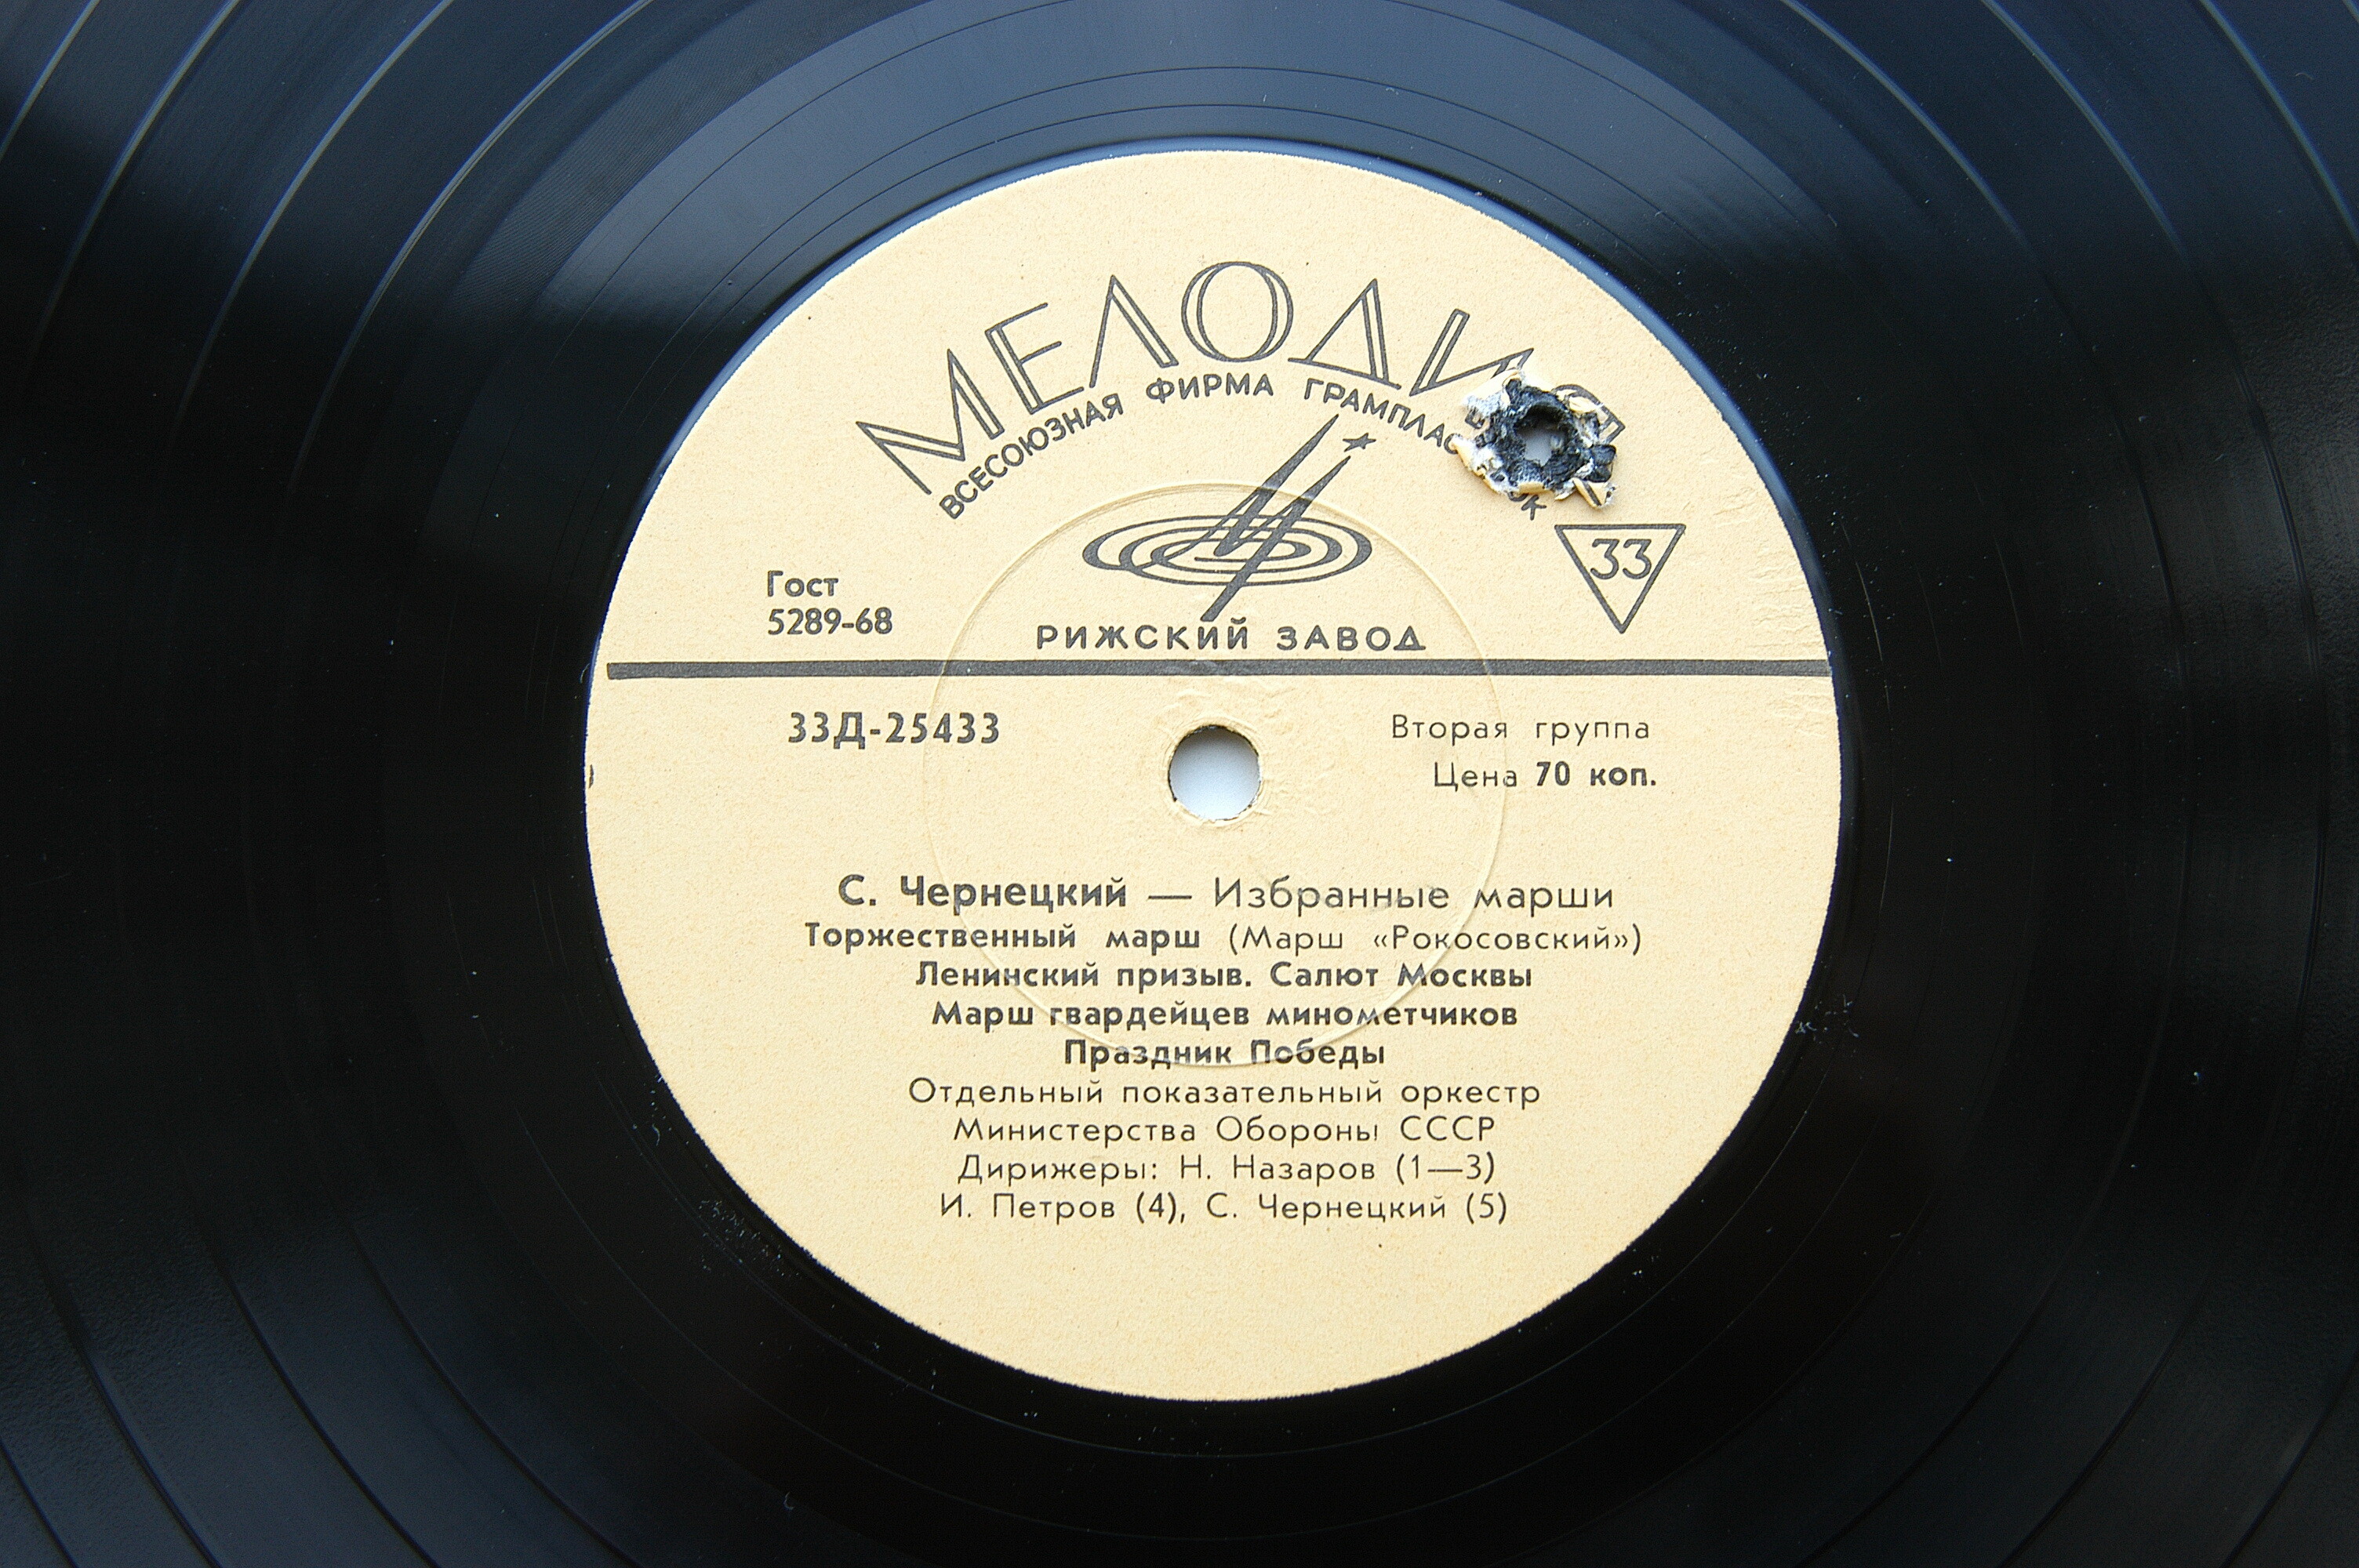 МЕЛОДИЯ
ВСЕСОЮЗНАЯ ФИРМА
33
Гост
5289-68
РИЖСКИЙ ЗАВОД
33Д-25433
Вторая группа
Цена 70 коп.
С. Чернецкий — Избранные марши
Торжественный марш (Марш «Рокосовский»)
Ленинский призыв. Салют Москвы
Марш гвардейцев минометчиков
Праздник Победы
Отдельный показательный оркестр
Министерства Обороны СССР
Дирижеры: Н. Назаров (1—3)
И. Петров (4), С. Чернецкий (5)